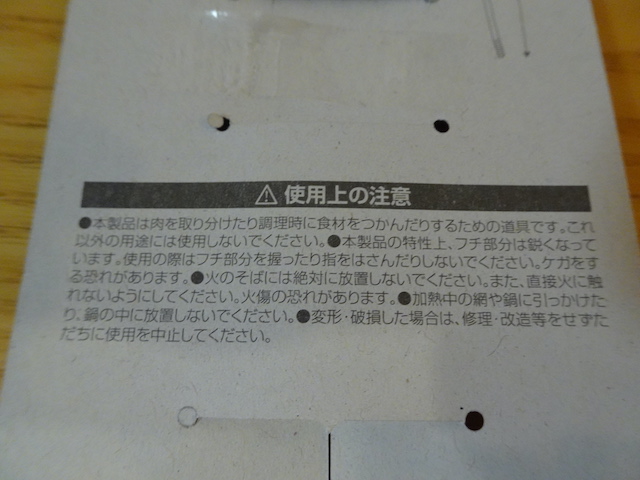 ⚠使用上の注意
●本製品は肉を取り分けたり調理時に食材をつかんだりするための道具です。これ
以外の用途には使用しないでください。●本製品の特性上、フチ部分は鋭くなって
います。使用の際はフチ部分を握ったり指をはさんだりしないでください。ケガをす
る恐れがあります。●火のそばには絶対に放置しないでください。また、直接火に触
れないようにしてください。火傷の恐れがあります。●加熱中の網や鍋に引っかけた
り、鍋の中に放置しないでください。●変形・破損した場合は、修理・改造等をせずた
だちに使用を中止してください。